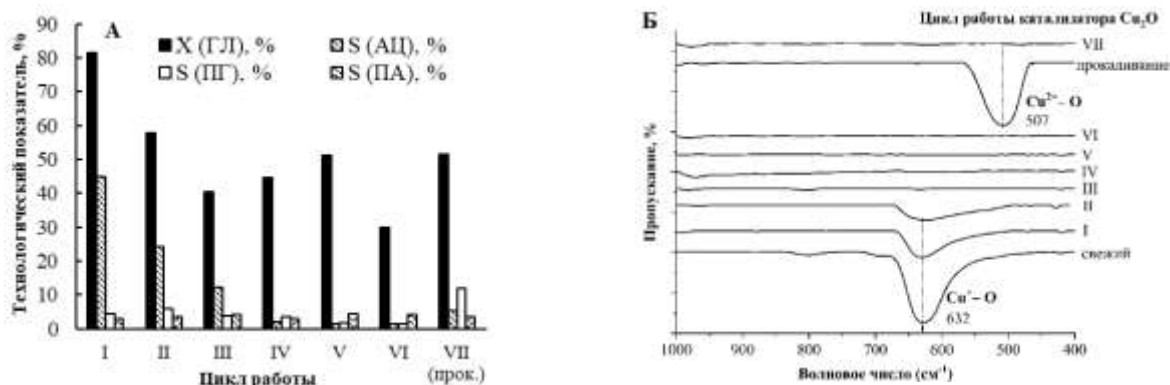 А
90
80
70
60
50
40
30
20
10
0
Технологический показатель, %
X (ГЛ), %
S (АЦ), %
S (ПГ), %
S (ПА), %
I II III IV V VI VII
(прок.)
Цикл работы
Б
Цикл работы катализатора Cu₂O
VII
прокаливание
Cu²⁺– O
507
VI
V
IV
III
II
I
свежий
Cu⁺– O
632
Пропускание, %
1000 900 800 700 600 500 400
Волновое число (см⁻¹)